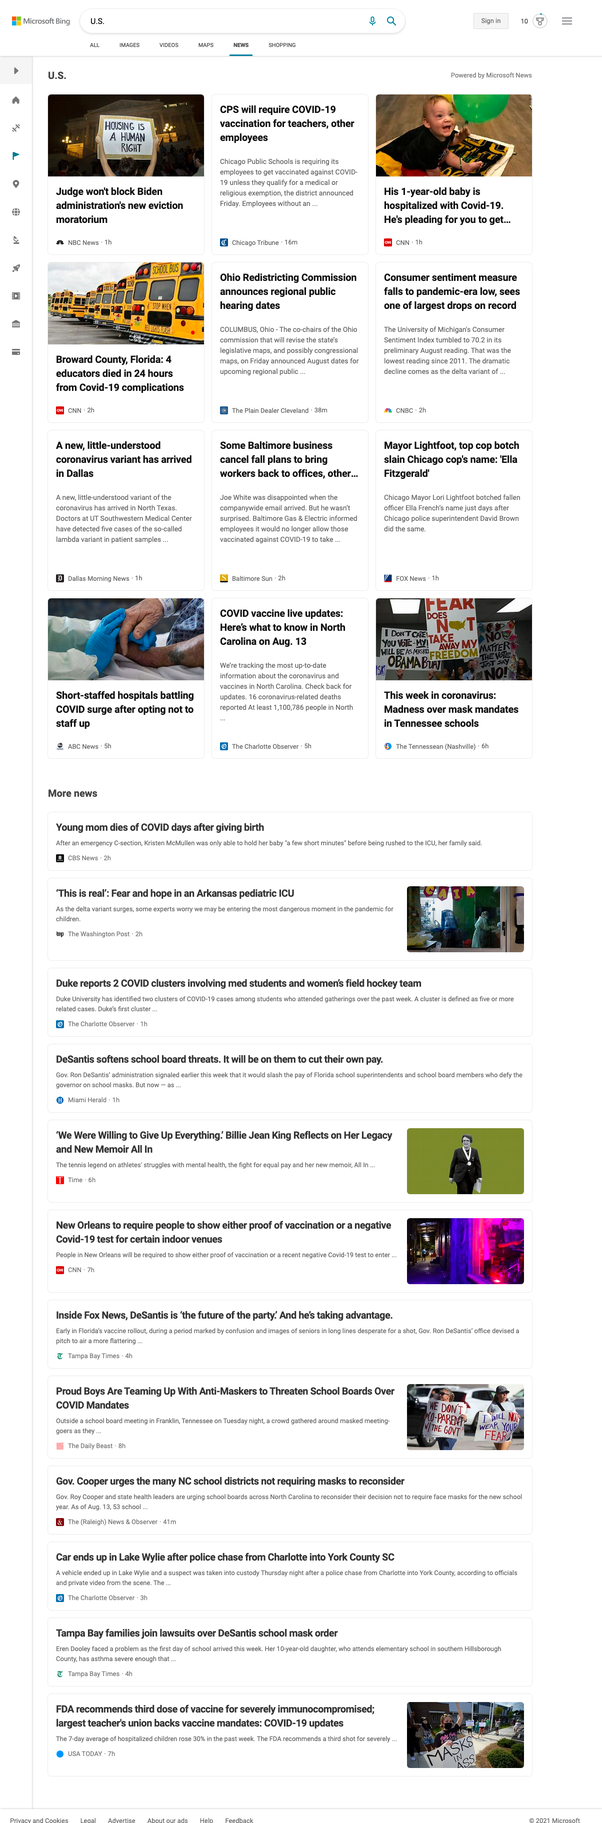 Microsoft Bing
U.S.
Sign in
10
ALL
IMAGES
VIDEOS
MAPS
NEWS
SHOPPING
U.S.
Powered by Microsoft News
HOUSING IS
A HUMAN
RIGHT
Judge won't block Biden
administration's new eviction
moratorium
NBC News · 1h
CPS will require COVID-19
vaccination for teachers, other
employees
Chicago Public Schools is requiring its
employees to get vaccinated against COVID-
19 unless they qualify for a medical or
religious exemption, the district announced
Friday. Employees without an ...
Chicago Tribune · 16m
His 1-year-old baby is
hospitalized with Covid-19.
He's pleading for you to get...
CNN · 1h
SCHOOL BUS
Broward County, Florida: 4
educators died in 24 hours
from Covid-19 complications
CNN · 2h
Ohio Redistricting Commission
announces regional public
hearing dates
COLUMBUS, Ohio - The co-chairs of the Ohio
commission that will revise the state's
legislative maps, and possibly congressional
maps, on Friday announced August dates for
upcoming regional public ...
The Plain Dealer Cleveland · 38m
Consumer sentiment measure
falls to pandemic-era low, sees
one of largest drops on record
The University of Michigan's Consumer
Sentiment Index tumbled to 70.2 in its
preliminary August reading. That was the
lowest reading since 2011. The dramatic
decline comes as the delta variant of ...
CNBC · 2h
A new, little-understood
coronavirus variant has arrived
in Dallas
A new, little-understood variant of the
coronavirus has arrived in North Texas.
Doctors at UT Southwestern Medical Center
have detected five cases of the so-called
lambda variant in patient samples ...
Dallas Morning News · 1h
Some Baltimore business
cancel fall plans to bring
workers back to offices, other...
Joe White was disappointed when the
companywide email arrived. But he wasn't
surprised. Baltimore Gas & Electric informed
employees it would no longer allow those
vaccinated against COVID-19 to take ...
Baltimore Sun · 2h
Mayor Lightfoot, top cop botch
slain Chicago cop's name: 'Ella
Fitzgerald'
Chicago Mayor Lori Lightfoot botched fallen
officer Ella French's name just days after
Chicago police superintendent David Brown
did the same.
FOX News · 1h
Short-staffed hospitals battling
COVID surge after opting not to
staff up
ABC News · 5h
COVID vaccine live updates:
Here's what to know in North
Carolina on Aug. 13
We're tracking the most up-to-date
information about the coronavirus and
vaccines in North Carolina. Check back for
updates. 16 coronavirus-related deaths
reported At least 1,100,786 people in North
...
The Charlotte Observer · 5h
FEAR
DOES
NOT
TAKE
AWAY MY
FREEDOM
This week in coronavirus:
Madness over mask mandates
in Tennessee schools
The Tennessean (Nashville) · 6h
More news
Young mom dies of COVID days after giving birth
After an emergency C-section, Kristen McMullen was only able to hold her baby "a few short minutes" before being rushed to the ICU, her family said.
CBS News · 2h
'This is real': Fear and hope in an Arkansas pediatric ICU
As the delta variant surges, some experts worry we may be entering the most dangerous moment in the pandemic for
children.
The Washington Post · 2h
Duke reports 2 COVID clusters involving med students and women's field hockey team
Duke University has identified two clusters of COVID-19 cases among students who attended gatherings over the past week. A cluster is defined as five or more
related cases. Duke's first cluster ...
The Charlotte Observer · 1h
DeSantis softens school board threats. It will be on them to cut their own pay.
Gov. Ron DeSantis' administration signaled earlier this week that it would slash the pay of Florida school superintendents and school board members who defy the
governor on school masks. But now — as ...
Miami Herald · 1h
'We Were Willing to Give Up Everything.' Billie Jean King Reflects on Her Legacy
and New Memoir All In
The tennis legend on athletes' struggles with mental health, the fight for equal pay and her new memoir, All In ...
Time · 6h
New Orleans to require people to show either proof of vaccination or a negative
Covid-19 test for certain indoor venues
People in New Orleans will be required to show either proof of vaccination or a recent negative Covid-19 test to enter ...
CNN · 7h
Inside Fox News, DeSantis is 'the future of the party.' And he's taking advantage.
Early in Florida's vaccine rollout, during a period marked by confusion and images of seniors in long lines desperate for a shot, Gov. Ron DeSantis' office devised a
pitch to air a more flattering ...
Tampa Bay Times · 4h
Proud Boys Are Teaming Up With Anti-Maskers to Threaten School Boards Over
COVID Mandates
Outside a school board meeting in Franklin, Tennessee on Tuesday night, a crowd gathered around masked meeting-
goers as they ...
The Daily Beast · 8h
WE DON'T
CO-PARENT
THE GOVT
I WILL NOT
WEAR YOUR
FEAR
Gov. Cooper urges the many NC school districts not requiring masks to reconsider
Gov. Roy Cooper and state health leaders are urging school boards across North Carolina to reconsider their decision not to require face masks for the new school
year. As of Aug. 13, 53 school ...
The (Raleigh) News & Observer · 41m
Car ends up in Lake Wylie after police chase from Charlotte into York County SC
A vehicle ended up in Lake Wylie and a suspect was taken into custody Thursday night after a police chase from Charlotte into York County, according to officials
and private video from the scene. The ...
The Charlotte Observer · 3h
Tampa Bay families join lawsuits over DeSantis school mask order
Eren Dooley faced a problem as the first day of school arrived this week. Her 10-year-old daughter, who attends elementary school in southern Hillsborough
County, has asthma severe enough that ...
Tampa Bay Times · 4h
FDA recommends third dose of vaccine for severely immunocompromised;
largest teacher's union backs vaccine mandates: COVID-19 updates
The 7-day average of hospitalized children rose 30% in the past week. The FDA recommends a third shot for severely ...
USA TODAY · 7h
MASKS
Privacy and Cookies
Legal
Advertise
About our ads
Help
Feedback
© 2021 Microsoft